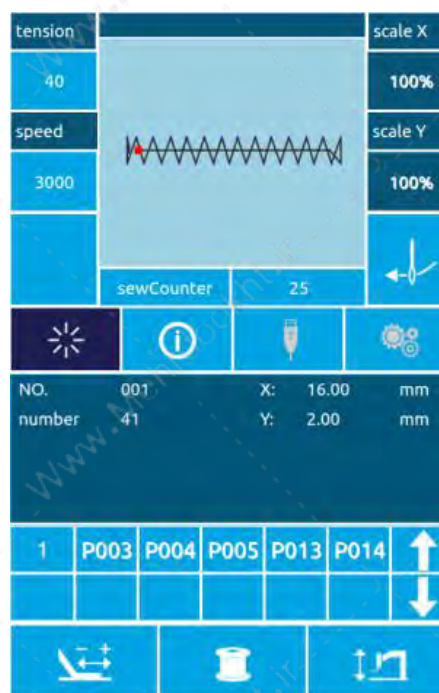 tension
scale X
40
100%
speed
scale Y
3000
100%
sewCounter 25
NO. 001 X: 16.00 mm
number 41 Y: 2.00 mm
1 P003 P004 P005 P013 P014